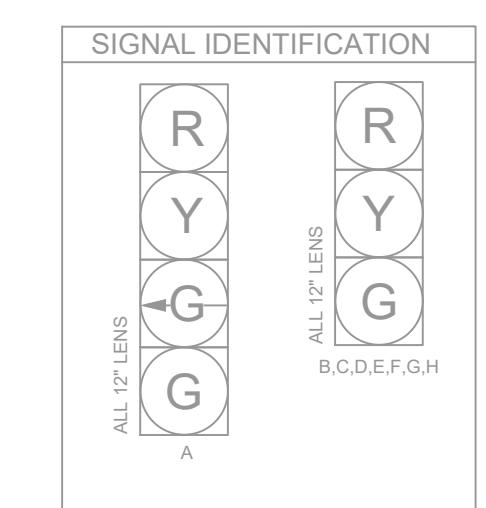 SIGNAL IDENTIFICATION
R
Y
G
G
ALL 12" LENS
A
R
Y
G
ALL 12" LENS
B,C,D,E,F,G,H